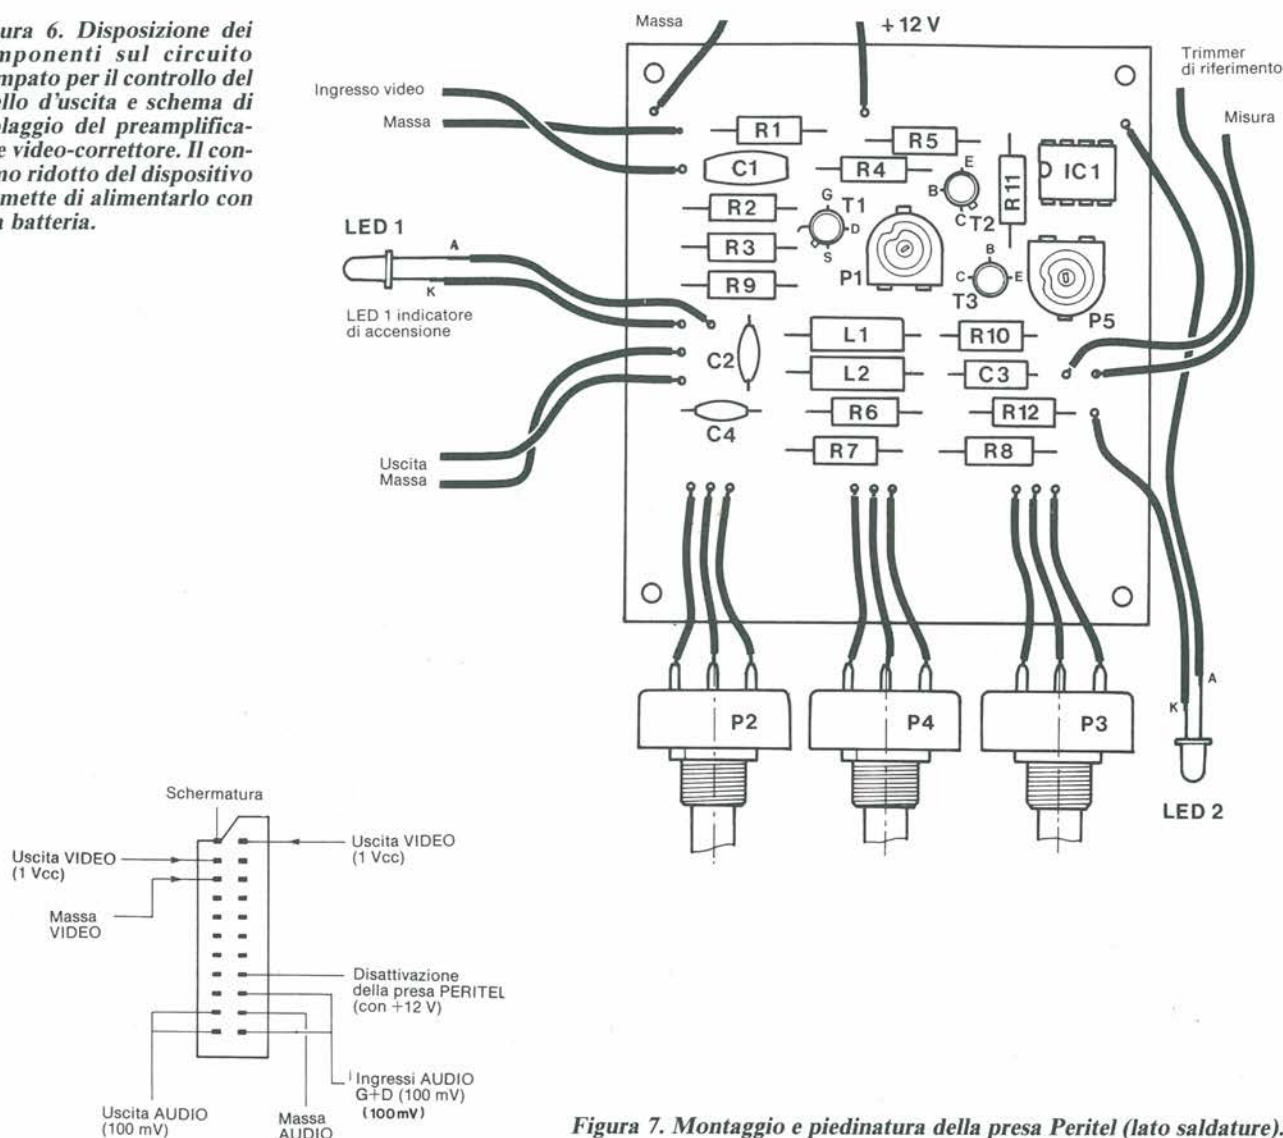 ura 6. Disposizione dei
mponenti sul circuito
mpato per il controllo del
ello d'uscita e schema di
blaggio del preamplifica-
e video-correttore. Il con-
mo ridotto del dispositivo
mette di alimentarlo con
a batteria.
Massa
+ 12 V
Trimmer
di riferimento
Misura
Ingresso video
Massa
R1
R5
C1
R4
E
B
C
T2
R11
IC1
R2
G
T1
D
S
R3
P1
B
C
E
T3
R9
P5
LED 1
A
K
LED 1 indicatore
di accensione
C2
L1
R10
L2
C3
C4
R6
R12
R7
R8
Uscita
Massa
P2
P4
P3
K
A
LED 2
Schermatura
Uscita VIDEO
(1 Vcc)
Uscita VIDEO
(1 Vcc)
Massa
VIDEO
Disattivazione
della presa PERITEL
(con +12 V)
Ingressi AUDIO
G+D (100 mV)
(100 mV)
Uscita AUDIO
(100 mV)
Massa
AUDIO
Figura 7. Montaggio e piedinatura della presa Peritel (lato saldature).